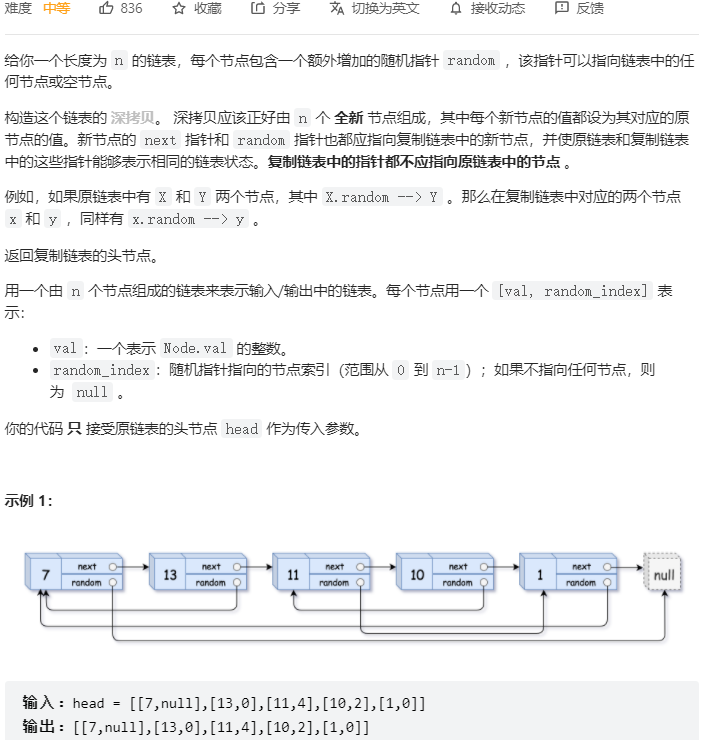 难度 中等 836 收藏 分享 切换为英文 接收动态 反馈
给你一个长度为 n 的链表，每个节点包含一个额外增加的随机指针 random ，该指针可以指向链表中的任
何节点或空节点。
构造这个链表的 深拷贝。 深拷贝应该正好由 n 个 全新 节点组成，其中每个新节点的值都设为其对应的原
节点的值。新节点的 next 指针和 random 指针也都应指向复制链表中的新节点，并使原链表和复制链表
中的这些指针能够表示相同的链表状态。复制链表中的指针都不应指向原链表中的节点 。
例如，如果原链表中有 X 和 Y 两个节点，其中 X.random --> Y 。那么在复制链表中对应的两个节点
x 和 y ，同样有 x.random --> y 。
返回复制链表的头节点。
用一个由 n 个节点组成的链表来表示输入/输出中的链表。每个节点用一个 [val, random_index] 表
示：
• val：一个表示 Node.val 的整数。
• random_index：随机指针指向的节点索引（范围从 0 到 n-1）；如果不指向任何节点，则
为 null 。
你的代码 只 接受原链表的头节点 head 作为传入参数。
示例 1：
7 next random 13 next random 11 next random 10 next random 1 next random null
输入：head = [[7,null],[13,0],[11,4],[10,2],[1,0]]
输出：[[7,null],[13,0],[11,4],[10,2],[1,0]]